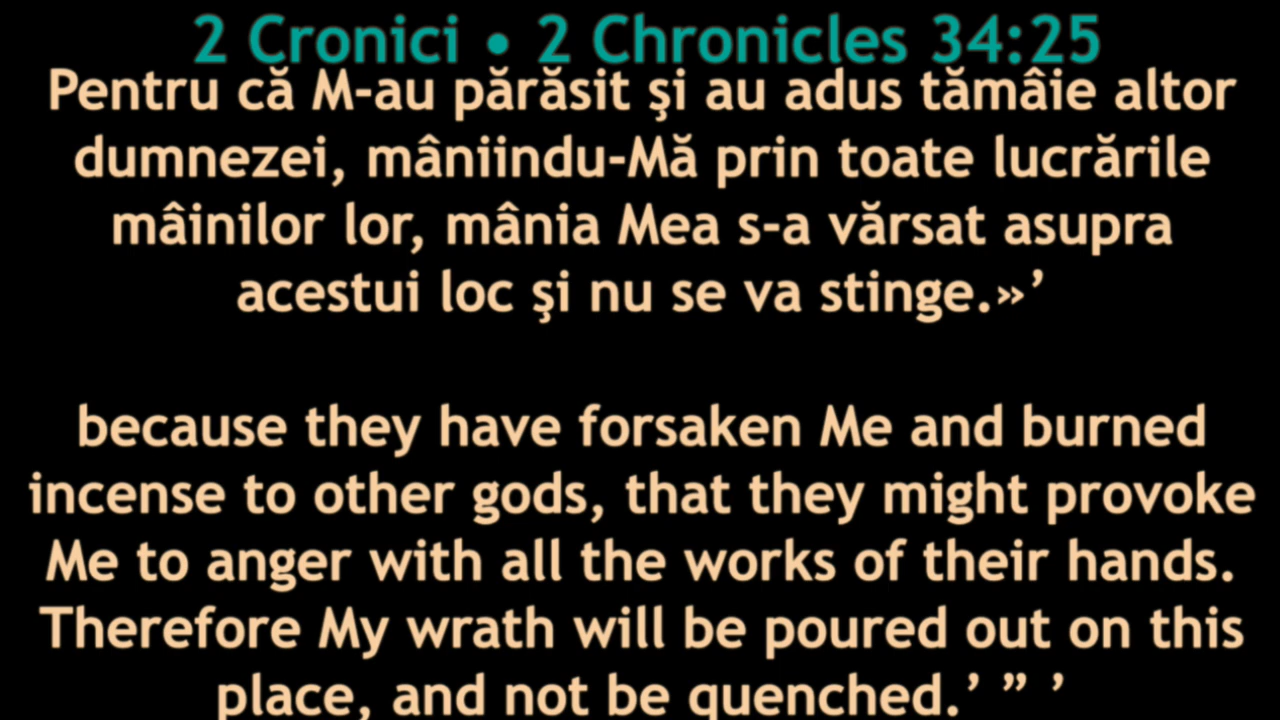 2 Cronici • 2 Chronicles 34:25
Pentru că M-au părăsit şi au adus tămâie altor
dumnezei, mâniindu-Mă prin toate lucrările
mâinilor lor, mânia Mea s-a vărsat asupra
acestui loc şi nu se va stinge.»’
because they have forsaken Me and burned
incense to other gods, that they might provoke
Me to anger with all the works of their hands.
Therefore My wrath will be poured out on this
place, and not be quenched.’ ” ’